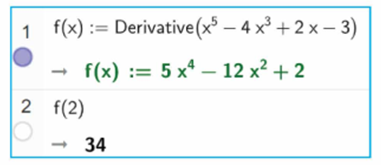 1 f(x) := Derivative(x⁵ − 4 x³ + 2 x − 3)
→ f(x) := 5 x⁴ − 12 x² + 2
2 f(2)
→ 34